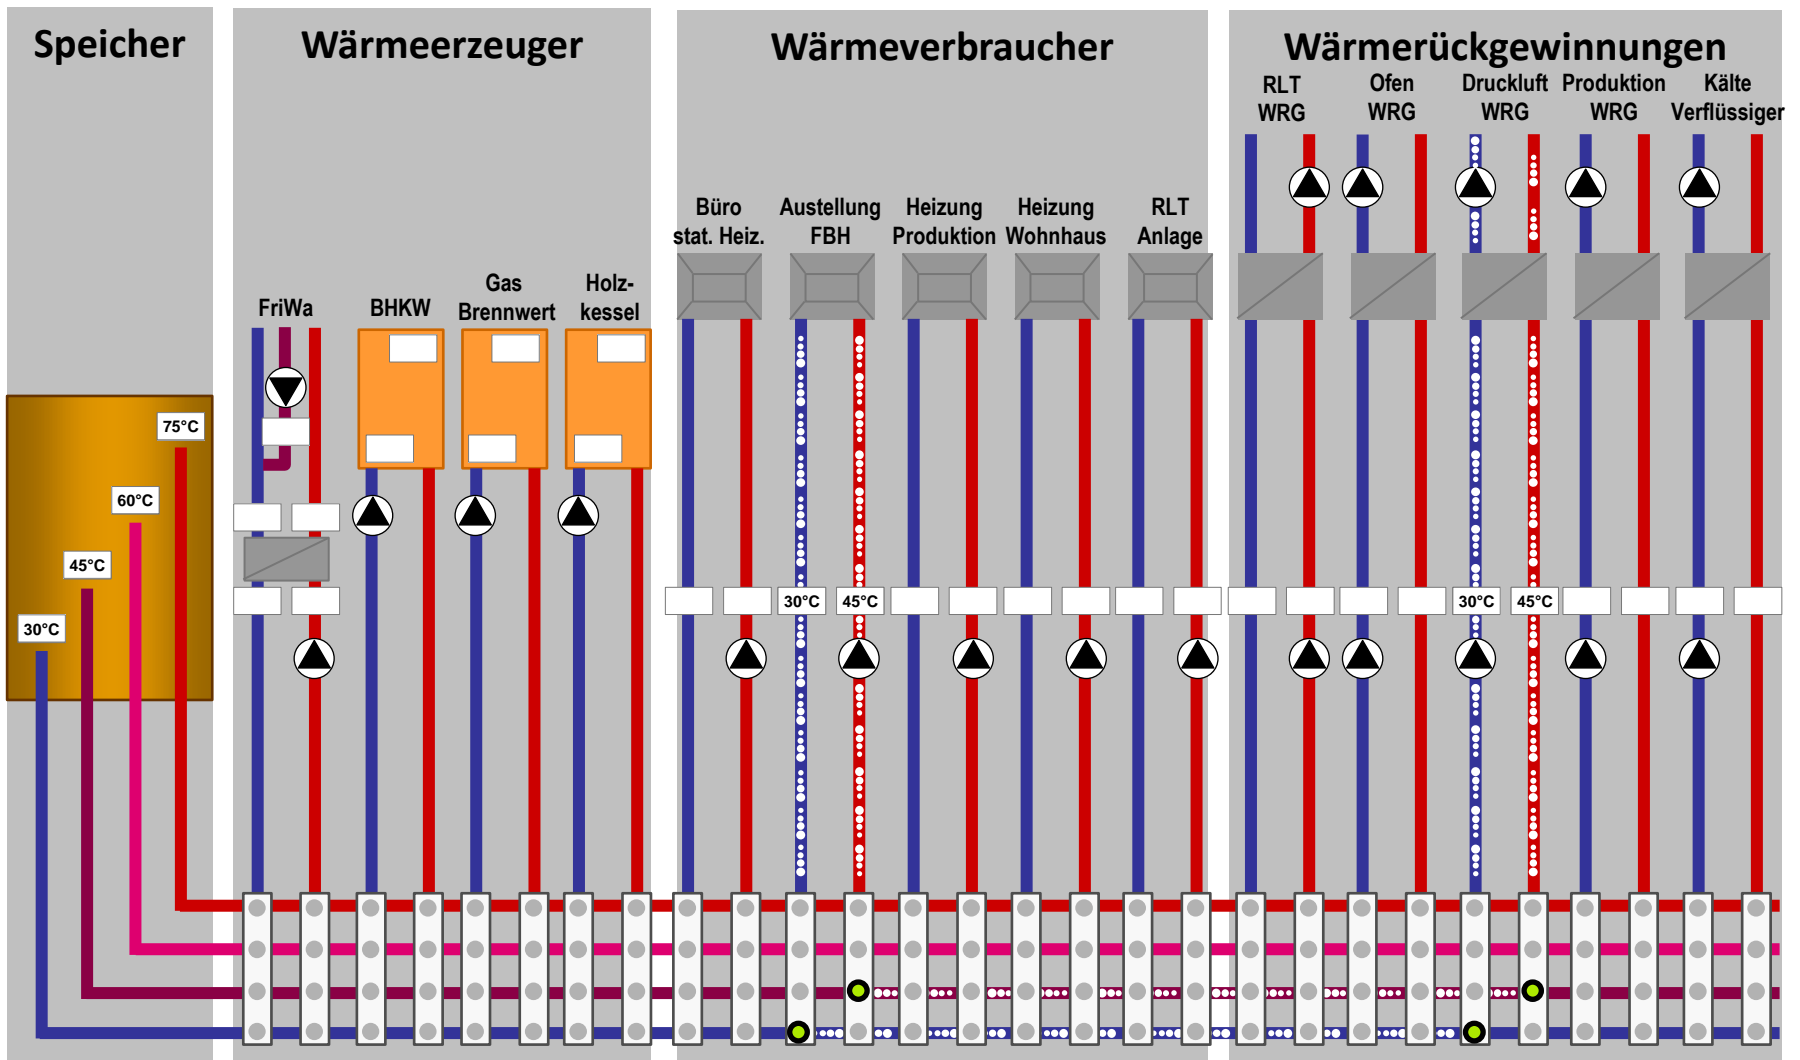 Speicher
Wärmeerzeuger
Wärmeverbraucher
Wärmerückgewinnungen
RLT
WRG
Ofen
WRG
Druckluft
WRG
Produktion
WRG
Kälte
Verflüssiger
Büro
stat. Heiz.
Austellung
FBH
Heizung
Produktion
Heizung
Wohnhaus
RLT
Anlage
FriWa
BHKW
Gas
Brennwert
Holz-
kessel
75°C
60°C
45°C
30°C
30°C
45°C
30°C
45°C